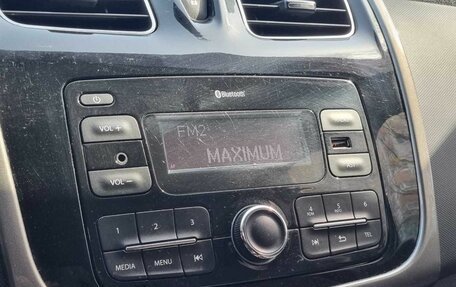 Bluetooth
VOL +
FM2
MAXIMUM
VOL −
1
2
3
4
5
6
MEDIA
MENU
TEL